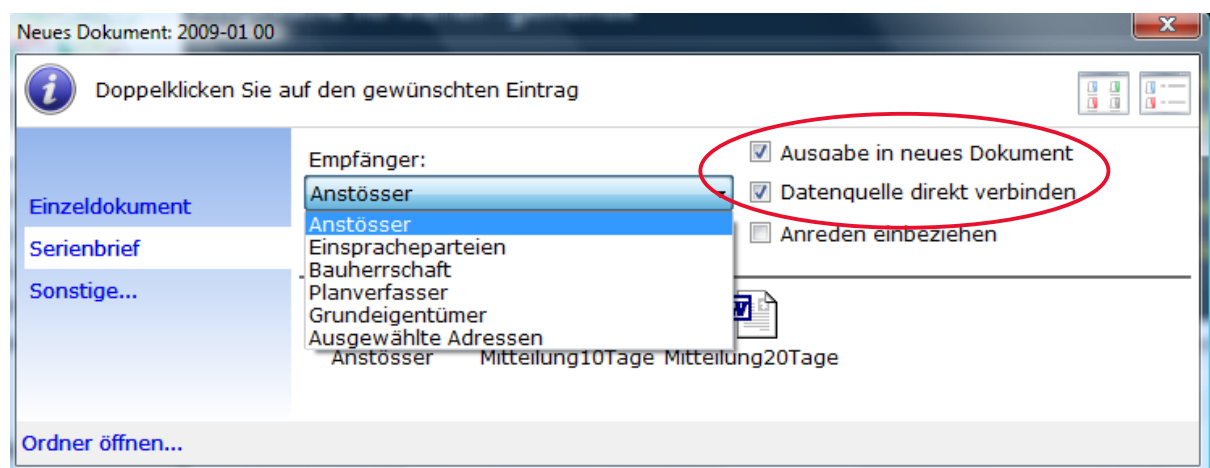 Neues Dokument: 2009-01 00
Doppelklicken Sie auf den gewünschten Eintrag
Einzeldokument
Serienbrief
Sonstige...
Empfänger:
Anstösser
Anstösser
Einspracheparteien
Bauherrschaft
Planverfasser
Grundeigentümer
Ausgewählte Adressen
Ausgabe in neues Dokument
Datenquelle direkt verbinden
Anreden einbeziehen
Anstösser Mitteilung10Tage Mitteilung20Tage
Ordner öffnen...